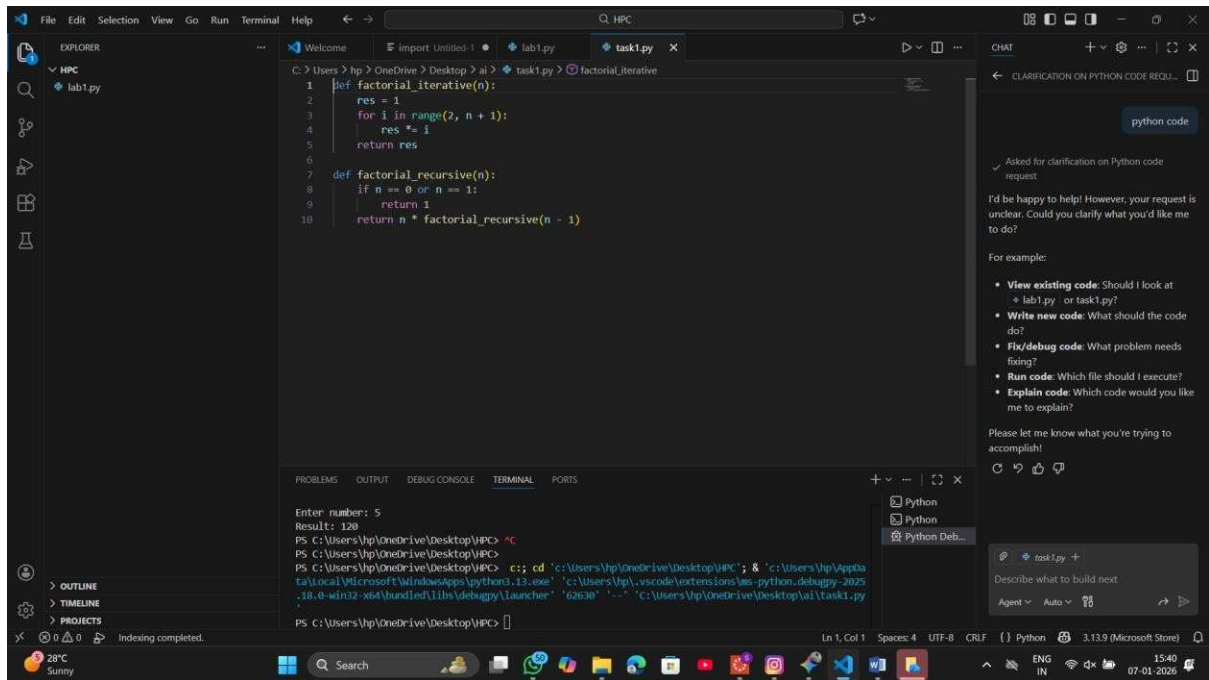 File Edit Selection View Go Run Terminal Help
HPC
EXPLORER
HPC
lab1.py
OUTLINE
TIMELINE
PROJECTS
Welcome
import Untitled-1
lab1.py
task1.py
C: > Users > hp > OneDrive > Desktop > ai > task1.py > factorial_iterative
1 def factorial_iterative(n):
2 res = 1
3 for i in range(2, n + 1):
4 res *= i
5 return res
6
7 def factorial_recursive(n):
8 if n == 0 or n == 1:
9 return 1
10 return n * factorial_recursive(n - 1)
PROBLEMS OUTPUT DEBUG CONSOLE TERMINAL PORTS
Enter number: 5
Result: 120
PS C:\Users\hp\OneDrive\Desktop\HPC> ^C
PS C:\Users\hp\OneDrive\Desktop\HPC>
PS C:\Users\hp\OneDrive\Desktop\HPC> c:; cd 'c:\Users\hp\OneDrive\Desktop\HPC'; & 'c:\Users\hp\AppDa
ta\Local\Microsoft\WindowsApps\python3.13.exe' 'c:\Users\hp\.vscode\extensions\ms-python.debugpy-2025
.18.0-win32-x64\bundled\libs\debugpy\launcher' '62630' '--' 'C:\Users\hp\OneDrive\Desktop\ai\task1.py
'
PS C:\Users\hp\OneDrive\Desktop\HPC>
Python
Python
Python Deb...
CHAT
CLARIFICATION ON PYTHON CODE REQU...
python code
Asked for clarification on Python code
request
I'd be happy to help! However, your request is
unclear. Could you clarify what you'd like me
to do?
For example:
• View existing code: Should I look at
lab1.py or task1.py?
• Write new code: What should the code
do?
• Fix/debug code: What problem needs
fixing?
• Run code: Which file should I execute?
• Explain code: Which code would you like
me to explain?
Please let me know what you're trying to
accomplish!
task1.py
Describe what to build next
Agent Auto
0 0 Indexing completed.
Ln 1, Col 1 Spaces: 4 UTF-8 CRLF {} Python 3.13.9 (Microsoft Store)
5
28°C
Sunny
Search
50
ENG
IN
15:40
07-01-2026